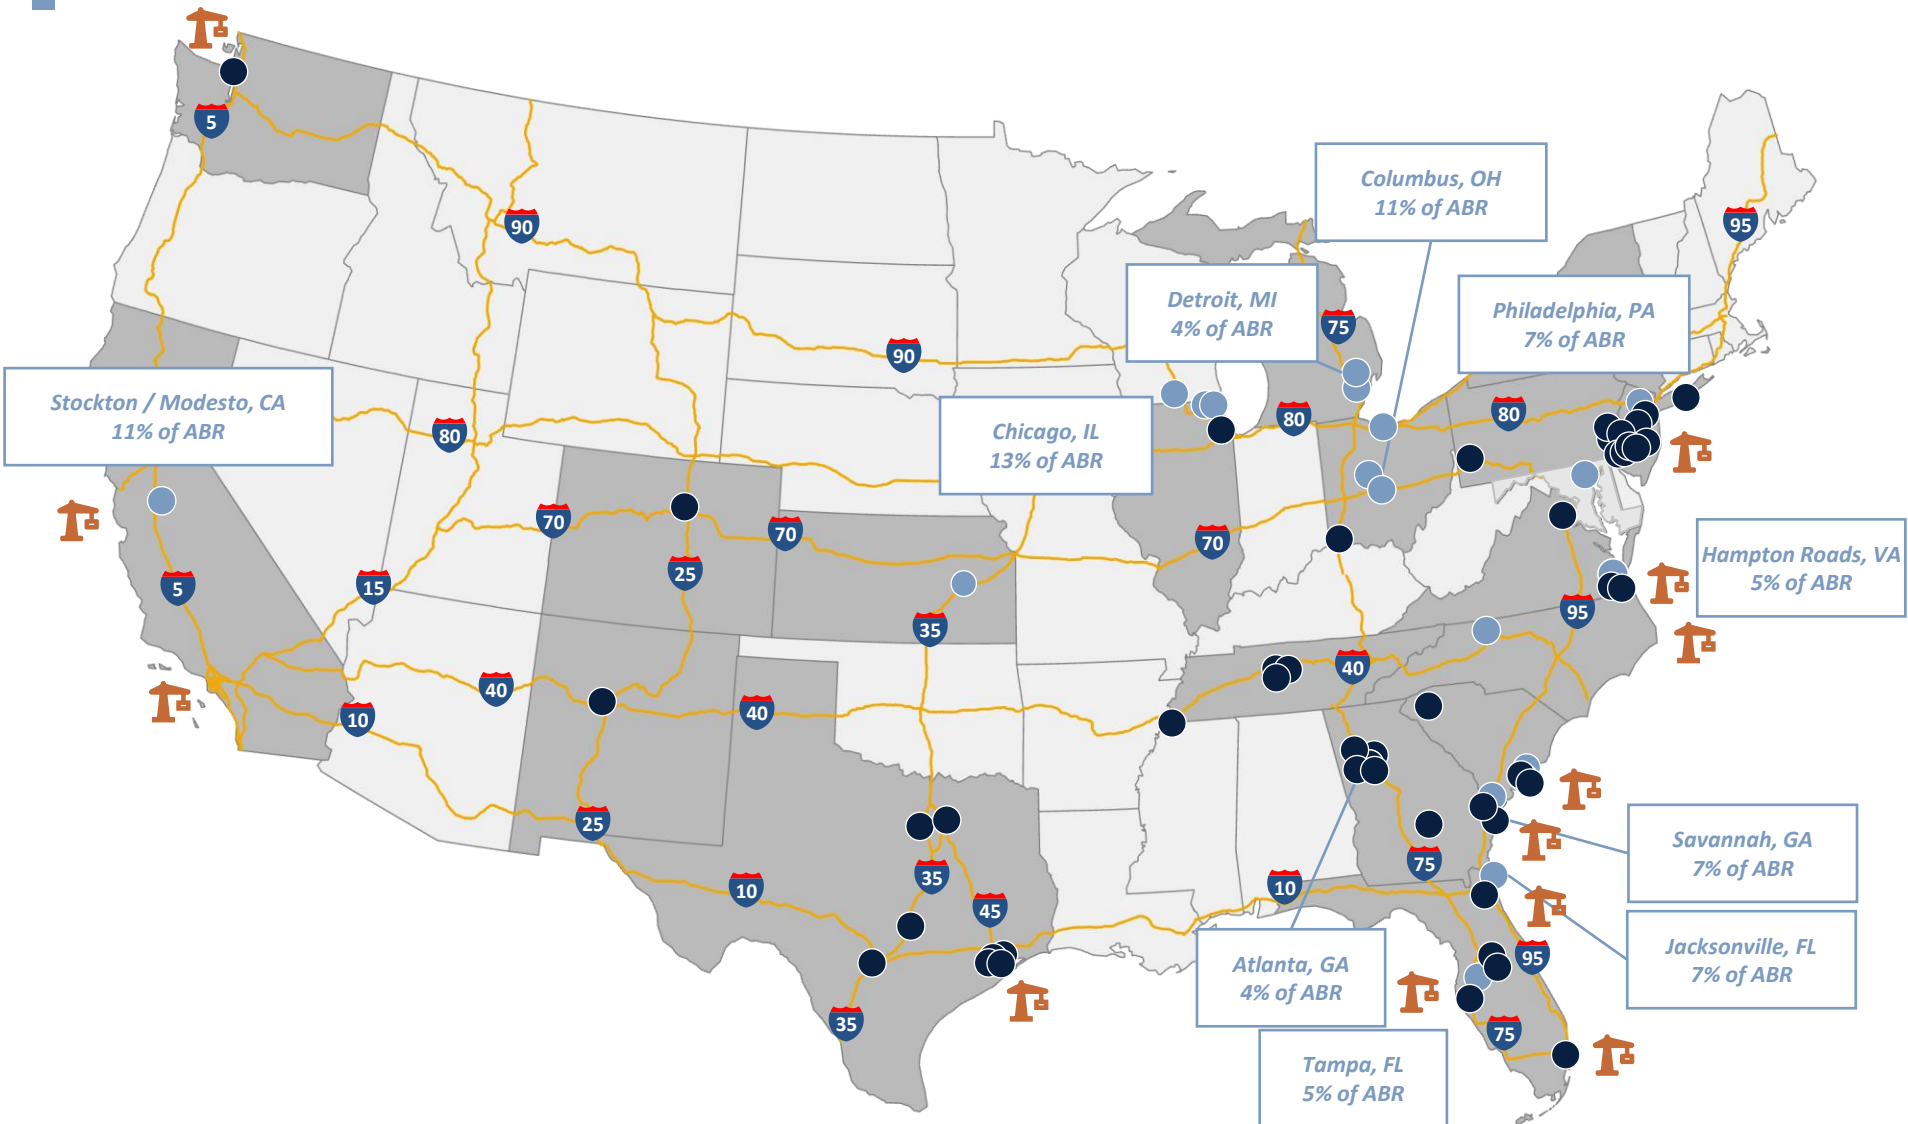 5
90
95
Columbus, OH
11% of ABR
Detroit, MI
4% of ABR
75
Philadelphia, PA
7% of ABR
90
Stockton / Modesto, CA
11% of ABR
80
Chicago, IL
13% of ABR
80
80
70
70
70
Hampton Roads, VA
5% of ABR
5
15
25
35
95
40
40
40
10
25
10
35
45
10
75
Savannah, GA
7% of ABR
Jacksonville, FL
7% of ABR
95
Atlanta, GA
4% of ABR
35
75
Tampa, FL
5% of ABR